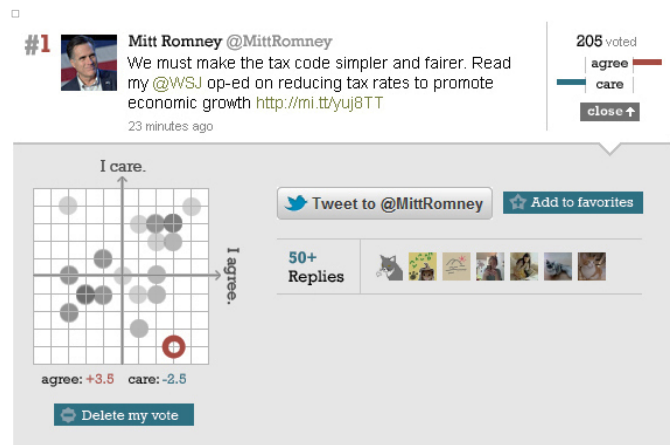 #1
Mitt Romney @MittRomney
We must make the tax code simpler and fairer. Read
my @WSJ op-ed on reducing tax rates to promote
economic growth http://mi.tt/yuj8TT
23 minutes ago
205 voted
agree
care
close
I care.
I agree.
agree: +3.5 care: -2.5
Delete my vote
Tweet to @MittRomney
Add to favorites
50+
Replies